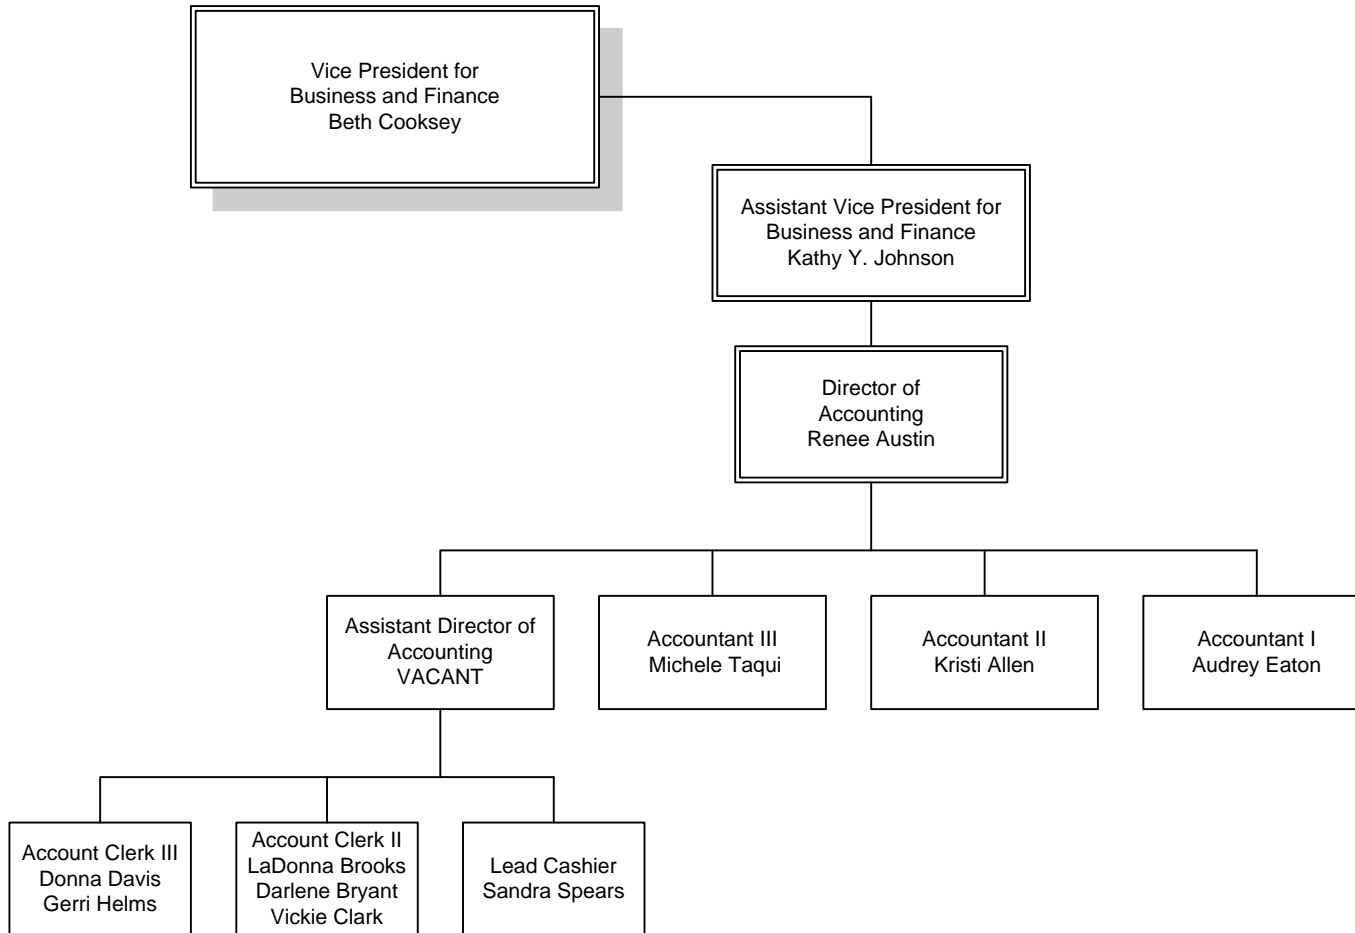 Vice President for
Business and Finance
Beth Cooksey
Assistant Vice President for
Business and Finance
Kathy Y. Johnson
Director of
Accounting
Renee Austin
Assistant Director of
Accounting
VACANT
Accountant III
Michele Taqui
Accountant II
Kristi Allen
Accountant I
Audrey Eaton
Account Clerk III
Donna Davis
Gerri Helms
Account Clerk II
LaDonna Brooks
Darlene Bryant
Vickie Clark
Lead Cashier
Sandra Spears